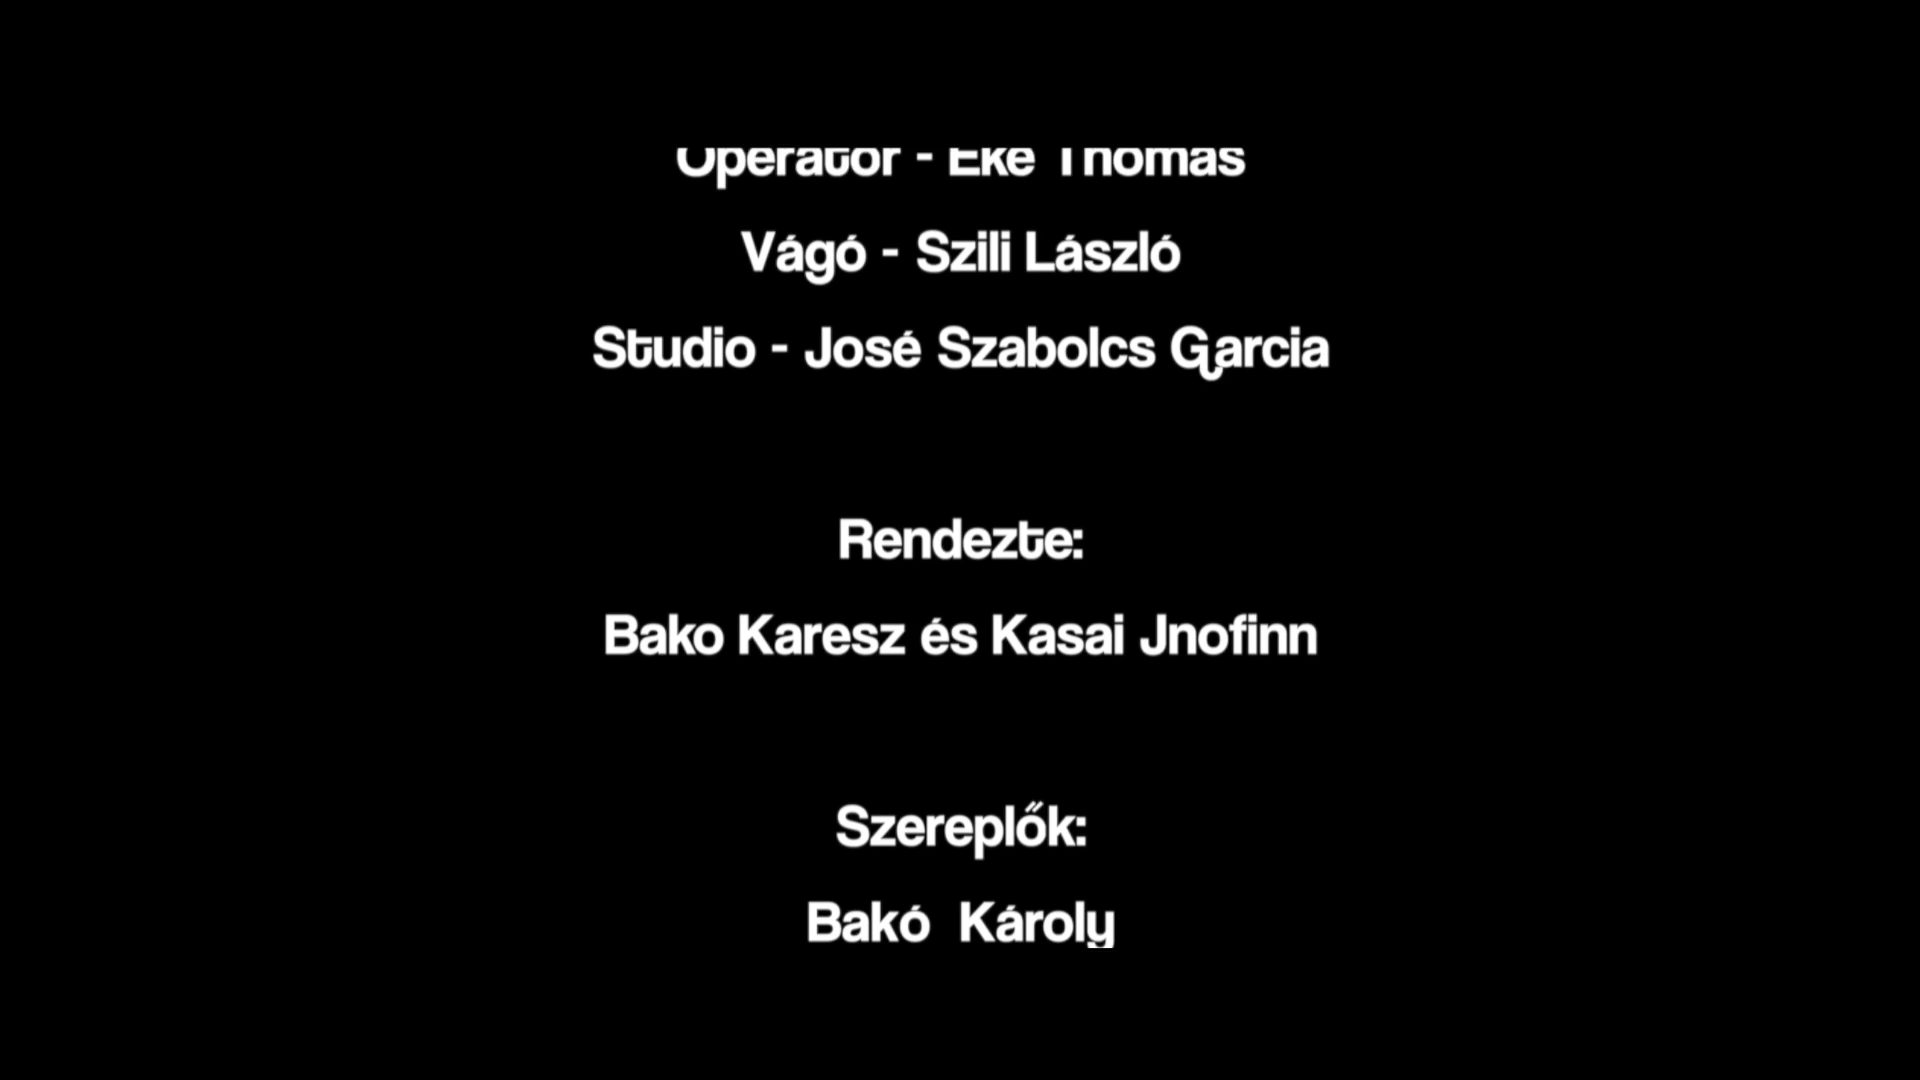 Operator - Eke Thomas
Vágó - Szili László
Studio - José Szabolcs Garcia
Rendezte:
Bako Karesz és Kasai Jnofinn
Szereplők:
Bakó Károly